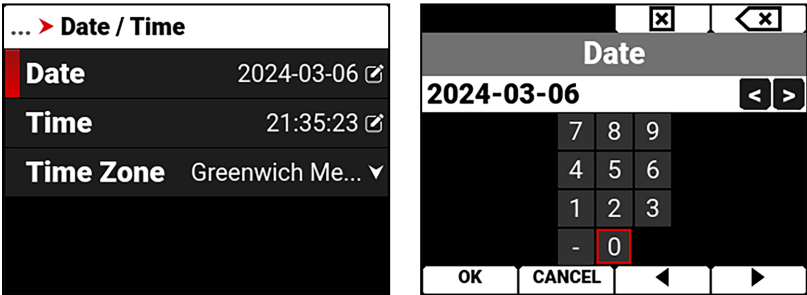 ... > Date / Time
Date 2024-03-06
Time 21:35:23
Time Zone Greenwich Me...
Date
2024-03-06 < >
7 8 9
4 5 6
1 2 3
- 0
OK CANCEL